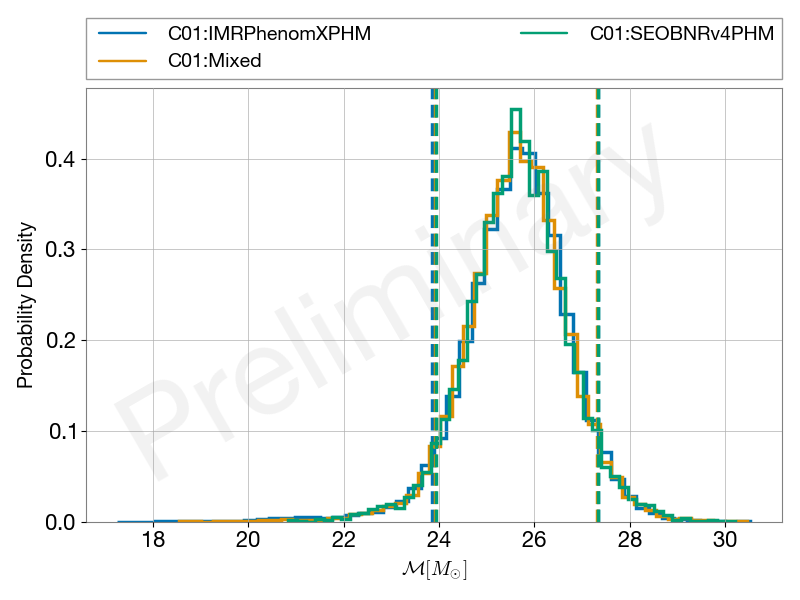 C01:IMRPhenomXPHM
C01:Mixed
C01:SEOBNRv4PHM
Preliminary
Probability Density
0.4
0.3
0.2
0.1
0.0
18 20 22 24 26 28 30
ℳ[M⊙]